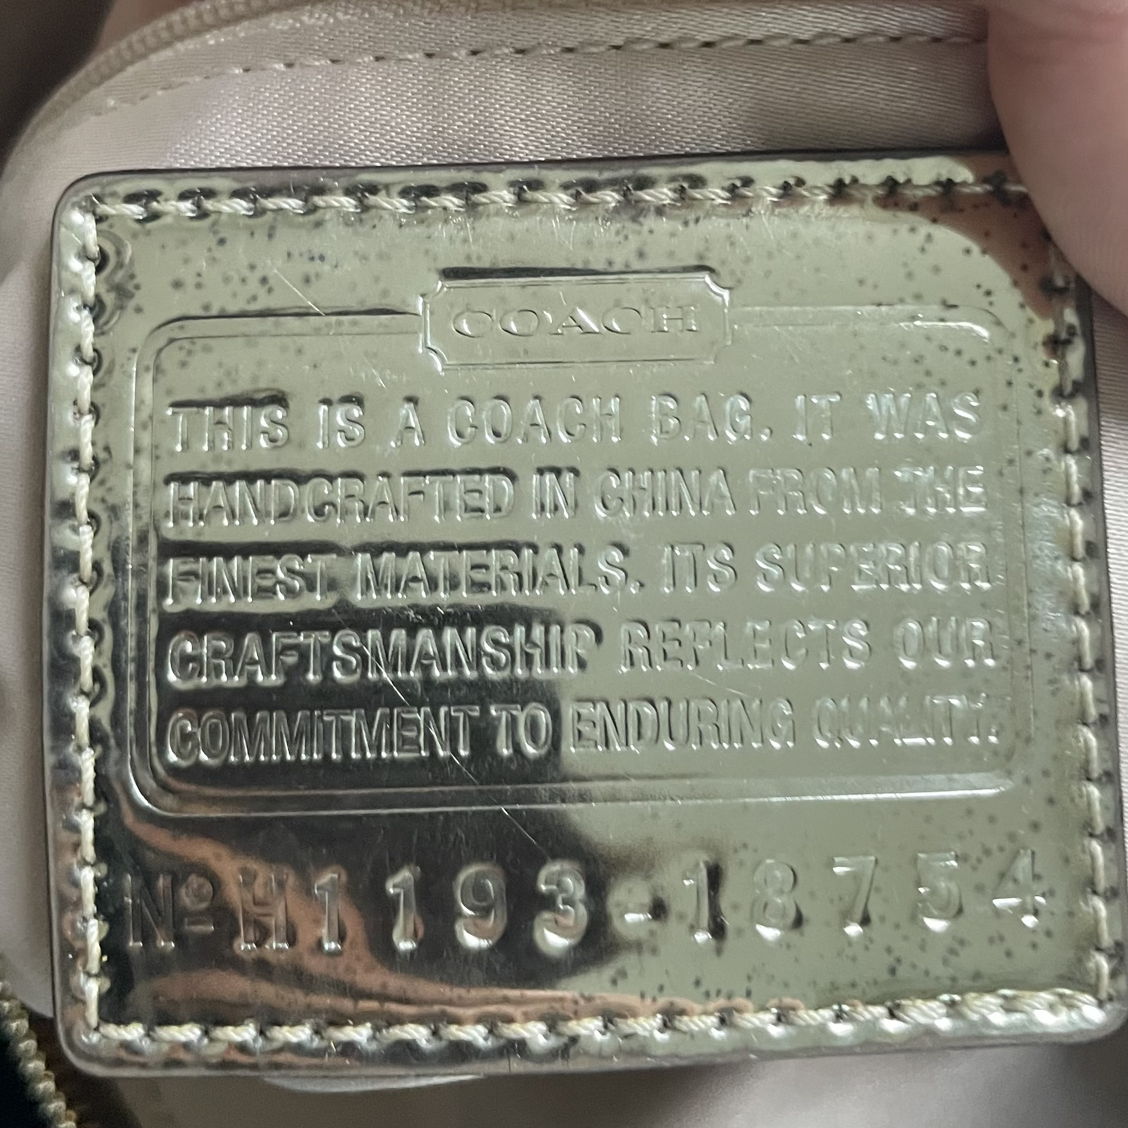 COACH
THIS IS A COACH BAG. IT WAS
HANDCRAFTED IN CHINA FROM THE
FINEST MATERIALS. ITS SUPERIOR
CRAFTSMANSHIP REFLECTS OUR
COMMITMENT TO ENDURING QUALITY.
Nº H1193-18754